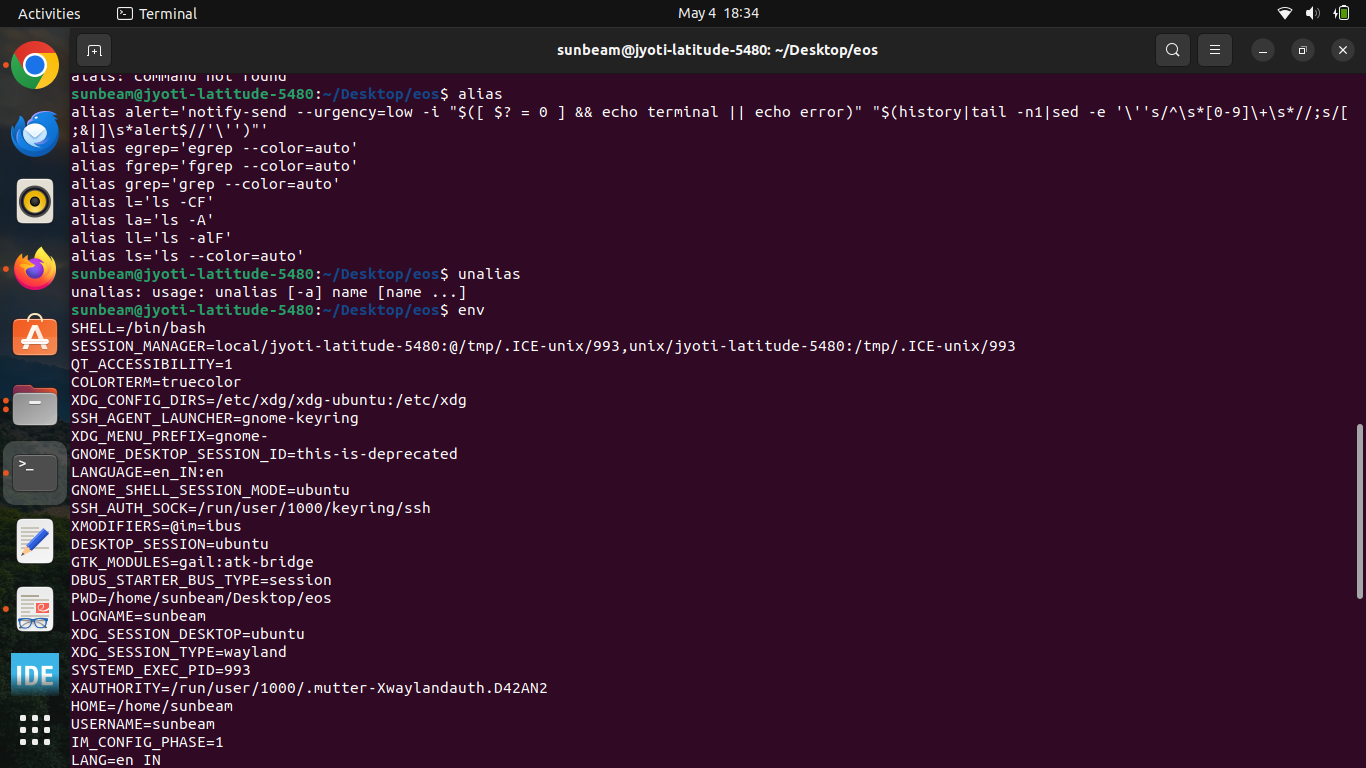 Activities
Terminal
May 4 18:34
sunbeam@jyoti-latitude-5480: ~/Desktop/eos
command not found
sunbeam@jyoti-latitude-5480:~/Desktop/eos$ alias
alias alert='notify-send --urgency=low -i "$([ $? = 0 ] && echo terminal || echo error)" "$(history|tail -n1|sed -e '\''s/^\s*[0-9]\+\s*//;s/[
;&|]\s*alert$//'\'')"'
alias egrep='egrep --color=auto'
alias fgrep='fgrep --color=auto'
alias grep='grep --color=auto'
alias l='ls -CF'
alias la='ls -A'
alias ll='ls -alF'
alias ls='ls --color=auto'
sunbeam@jyoti-latitude-5480:~/Desktop/eos$ unalias
unalias: usage: unalias [-a] name [name ...]
sunbeam@jyoti-latitude-5480:~/Desktop/eos$ env
SHELL=/bin/bash
SESSION_MANAGER=local/jyoti-latitude-5480:@/tmp/.ICE-unix/993,unix/jyoti-latitude-5480:/tmp/.ICE-unix/993
QT_ACCESSIBILITY=1
COLORTERM=truecolor
XDG_CONFIG_DIRS=/etc/xdg/xdg-ubuntu:/etc/xdg
SSH_AGENT_LAUNCHER=gnome-keyring
XDG_MENU_PREFIX=gnome-
GNOME_DESKTOP_SESSION_ID=this-is-deprecated
LANGUAGE=en_IN:en
GNOME_SHELL_SESSION_MODE=ubuntu
SSH_AUTH_SOCK=/run/user/1000/keyring/ssh
XMODIFIERS=@im=ibus
DESKTOP_SESSION=ubuntu
GTK_MODULES=gail:atk-bridge
DBUS_STARTER_BUS_TYPE=session
PWD=/home/sunbeam/Desktop/eos
LOGNAME=sunbeam
XDG_SESSION_DESKTOP=ubuntu
XDG_SESSION_TYPE=wayland
SYSTEMD_EXEC_PID=993
XAUTHORITY=/run/user/1000/.mutter-Xwaylandauth.D42AN2
HOME=/home/sunbeam
USERNAME=sunbeam
IM_CONFIG_PHASE=1
LANG=en_IN
IDE